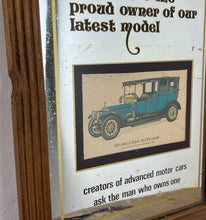 proud owner of our
latest model
creators of advanced motor cars
ask the man who owns one